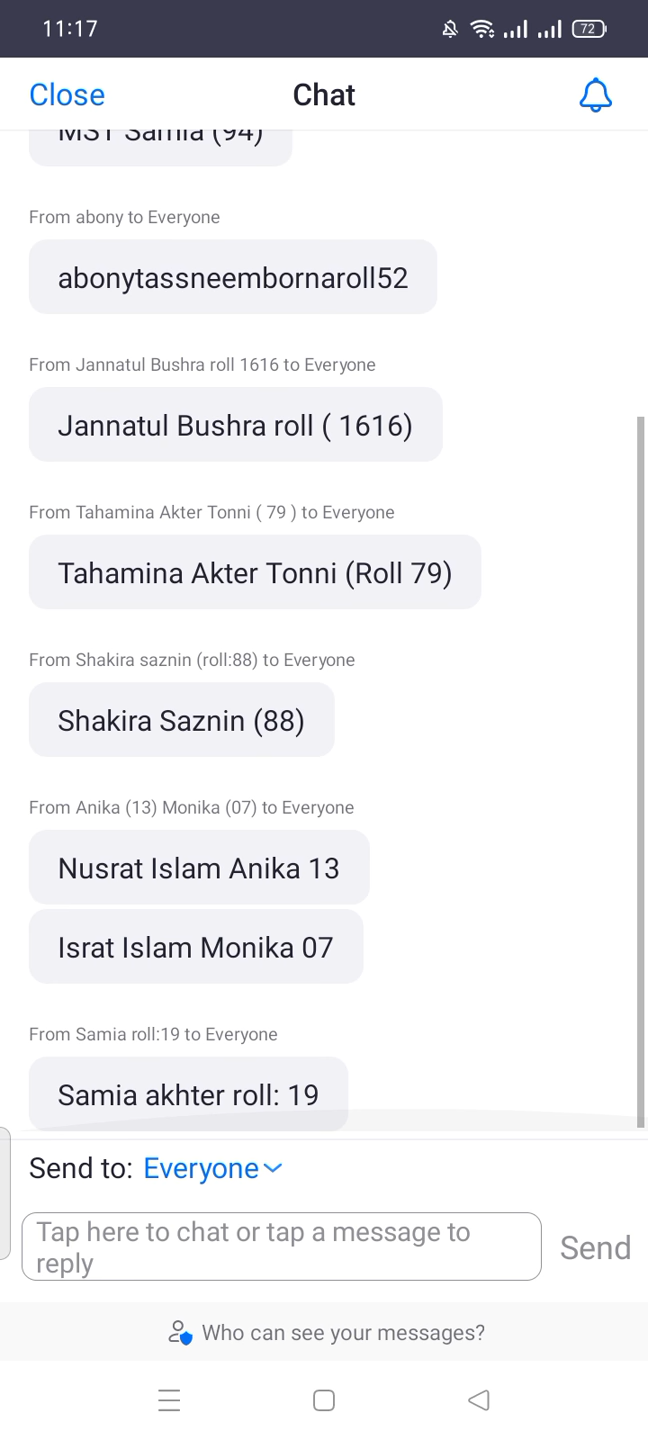 11:17
72
Close
Chat
MST Samia (94)
From abony to Everyone
abonytassneembornaroll52
From Jannatul Bushra roll 1616 to Everyone
Jannatul Bushra roll ( 1616)
From Tahamina Akter Tonni ( 79 ) to Everyone
Tahamina Akter Tonni (Roll 79)
From Shakira saznin (roll:88) to Everyone
Shakira Saznin (88)
From Anika (13) Monika (07) to Everyone
Nusrat Islam Anika 13
Israt Islam Monika 07
From Samia roll:19 to Everyone
Samia akhter roll: 19
Send to: Everyone
Tap here to chat or tap a message to
reply
Send
Who can see your messages?